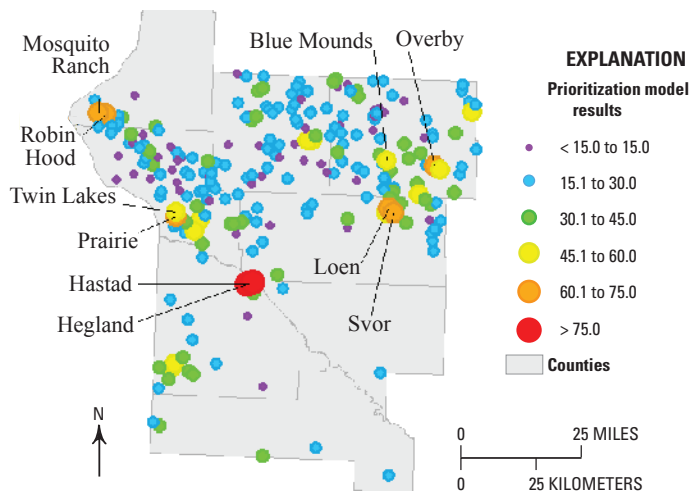 Mosquito
Ranch
Blue Mounds
Overby
Robin
Hood
Twin Lakes
Prairie
Hastad
Hegland
Loen
Svor
N
EXPLANATION
Prioritization model
results
< 15.0 to 15.0
15.1 to 30.0
30.1 to 45.0
45.1 to 60.0
60.1 to 75.0
> 75.0
Counties
0 25 MILES
0 25 KILOMETERS